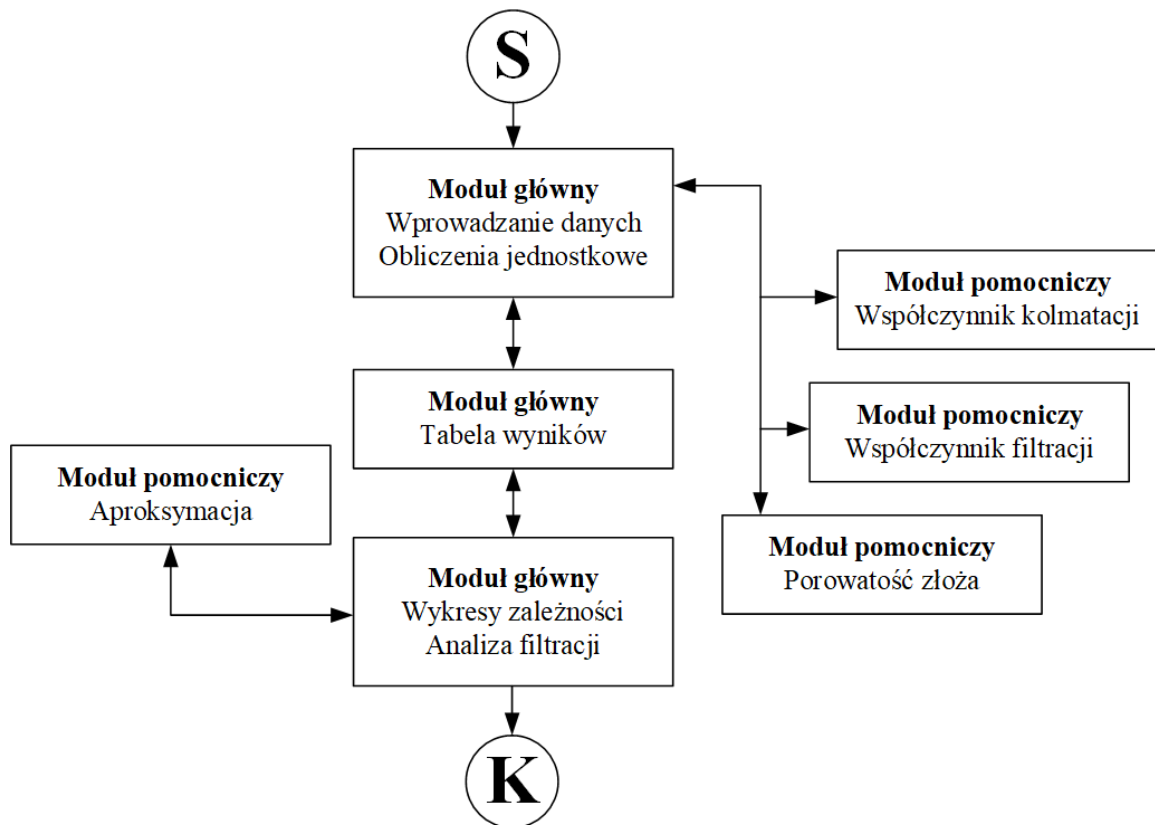 S
Moduł główny
Wprowadzanie danych
Obliczenia jednostkowe
Moduł pomocniczy
Współczynnik kolmatacji
Moduł główny
Tabela wyników
Moduł pomocniczy
Współczynnik filtracji
Moduł pomocniczy
Aproksymacja
Moduł pomocniczy
Porowatość złoża
Moduł główny
Wykresy zależności
Analiza filtracji
K